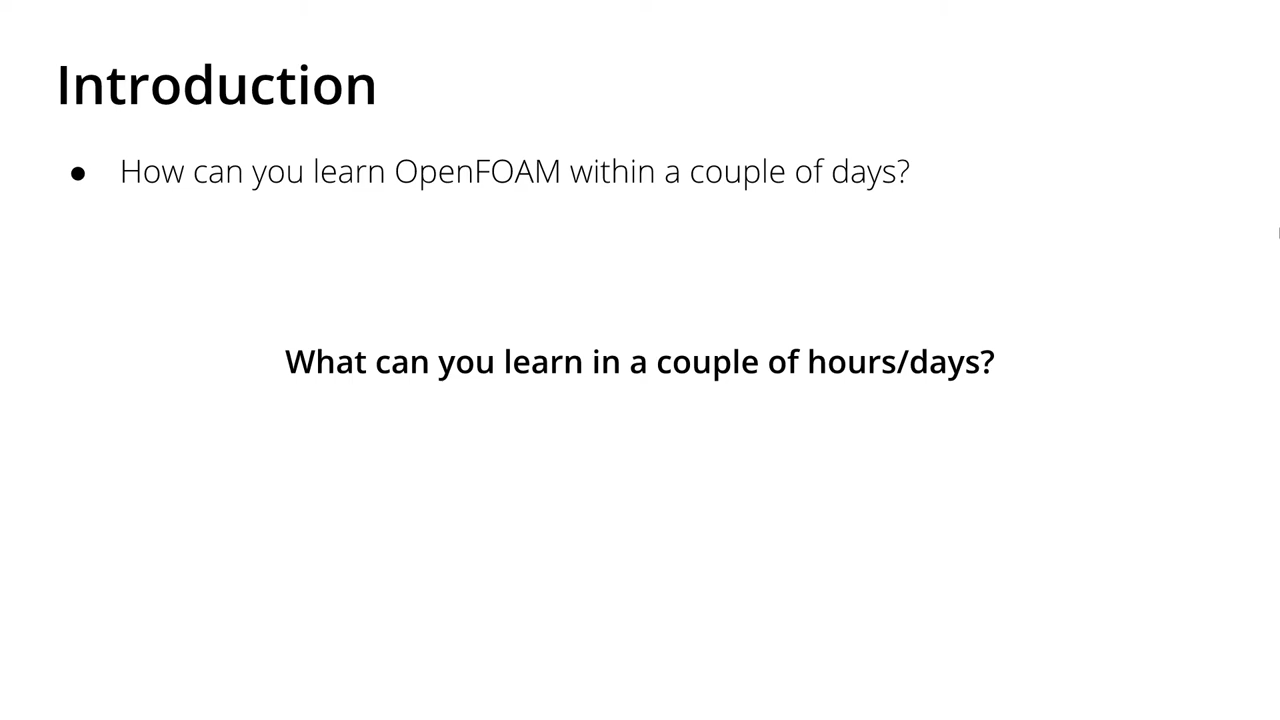 Introduction
● How can you learn OpenFOAM within a couple of days?
What can you learn in a couple of hours/days?